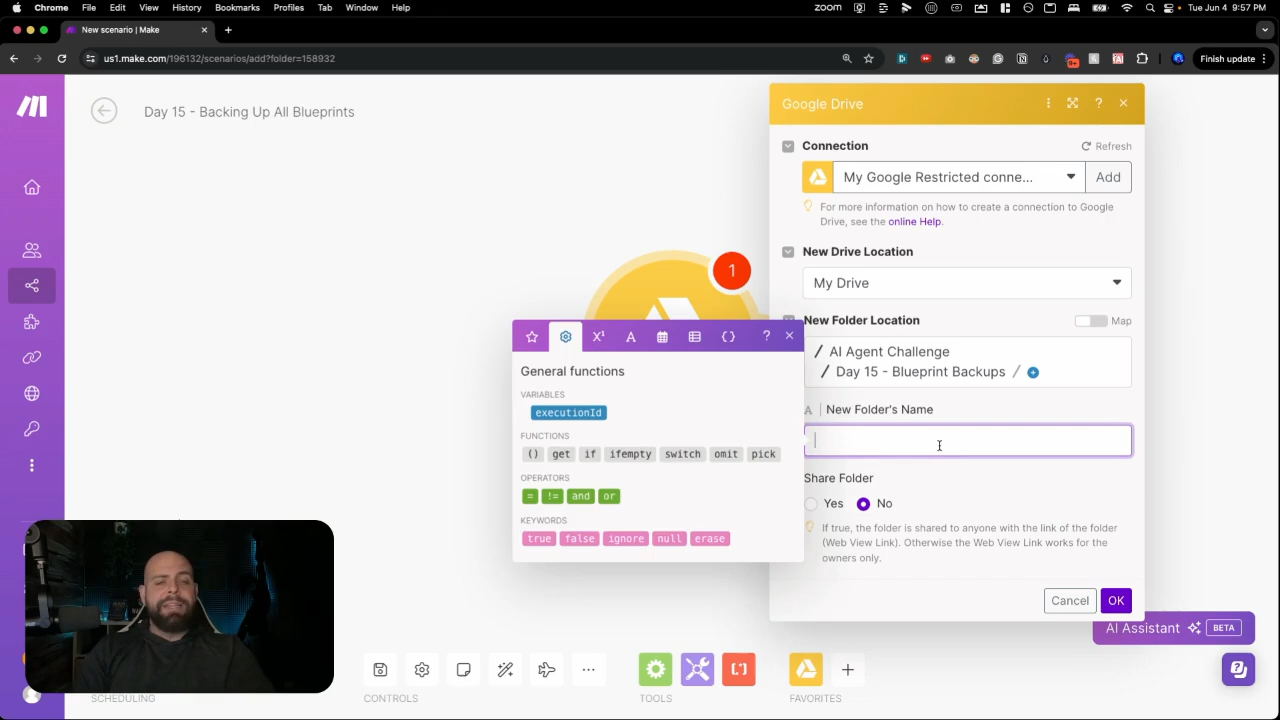 Chrome File Edit View History Bookmarks Profiles Tab Window Help
zoom Tue Jun 4 9:57 PM
New scenario | Make
us1.make.com/196132/scenarios/add?folder=158932
Finish update
Day 15 - Backing Up All Blueprints
Google Drive
?
Connection
Refresh
My Google Restricted conne...
Add
For more information on how to create a connection to Google
Drive, see the online Help.
New Drive Location
My Drive
1
New Folder Location
Map
/ AI Agent Challenge
/ Day 15 - Blueprint Backups /
A New Folder's Name
Share Folder
Yes No
If true, the folder is shared to anyone with the link of the folder
(Web View Link). Otherwise the Web View Link works for the
owners only.
Cancel OK
X¹ A { } ?
General functions
VARIABLES
executionId
FUNCTIONS
() get if ifempty switch omit pick
OPERATORS
= != and or
KEYWORDS
true false ignore null erase
AI Assistant BETA
SCHEDULING
CONTROLS
TOOLS
FAVORITES